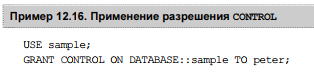 Пример 12.16. Применение разрешения CONTROL
USE sample;
GRANT CONTROL ON DATABASE::sample TO peter;